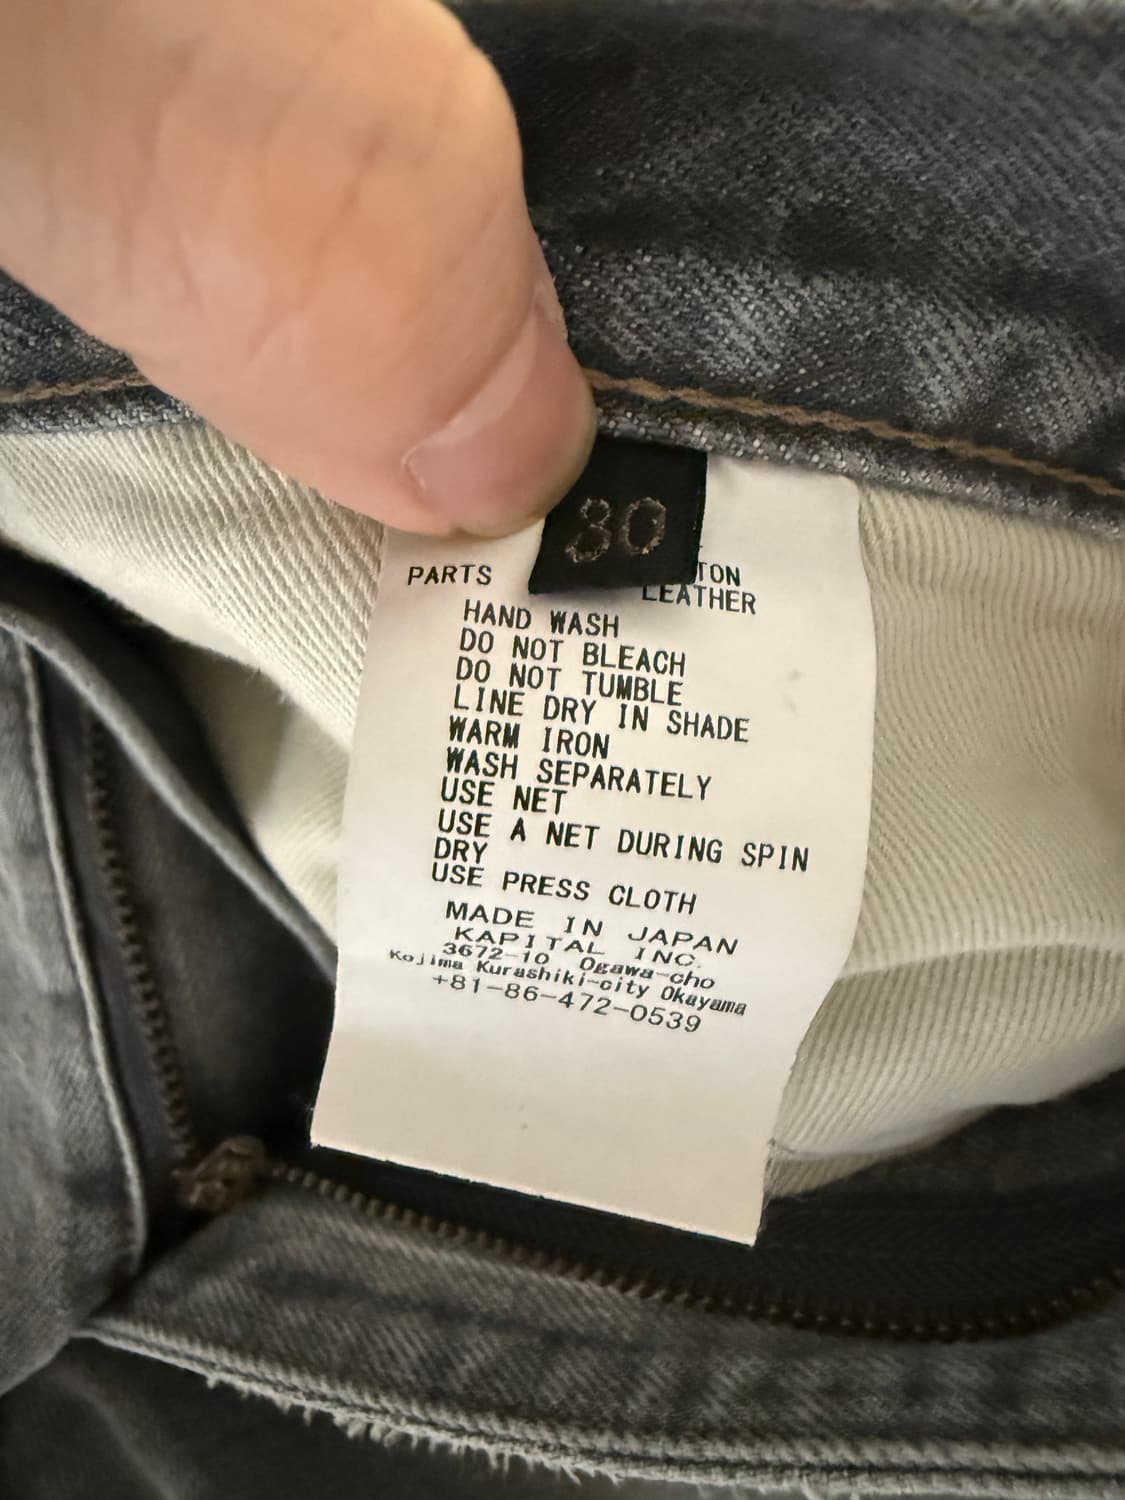 30
PARTS TON
LEATHER
HAND WASH
DO NOT BLEACH
DO NOT TUMBLE
LINE DRY IN SHADE
WARM IRON
WASH SEPARATELY
USE NET
USE A NET DURING SPIN
DRY
USE PRESS CLOTH
MADE IN JAPAN
KAPITAL INC.
3672-10 Ogawa-cho
Kojima Kurashiki-city Okayama
+81-86-472-0539